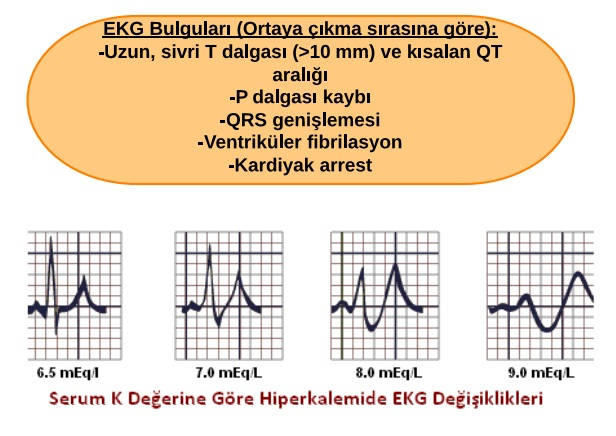 EKG Bulguları (Ortaya çıkma sırasına göre):
-Uzun, sivri T dalgası (>10 mm) ve kısalan QT
aralığı
-P dalgası kaybı
-QRS genişlemesi
-Ventriküler fibrilasyon
-Kardiyak arrest
6.5 mEq/l 7.0 mEq/L 8.0 mEq/L 9.0 mEq/L
Serum K Değerine Göre Hiperkalemide EKG Değişiklikleri